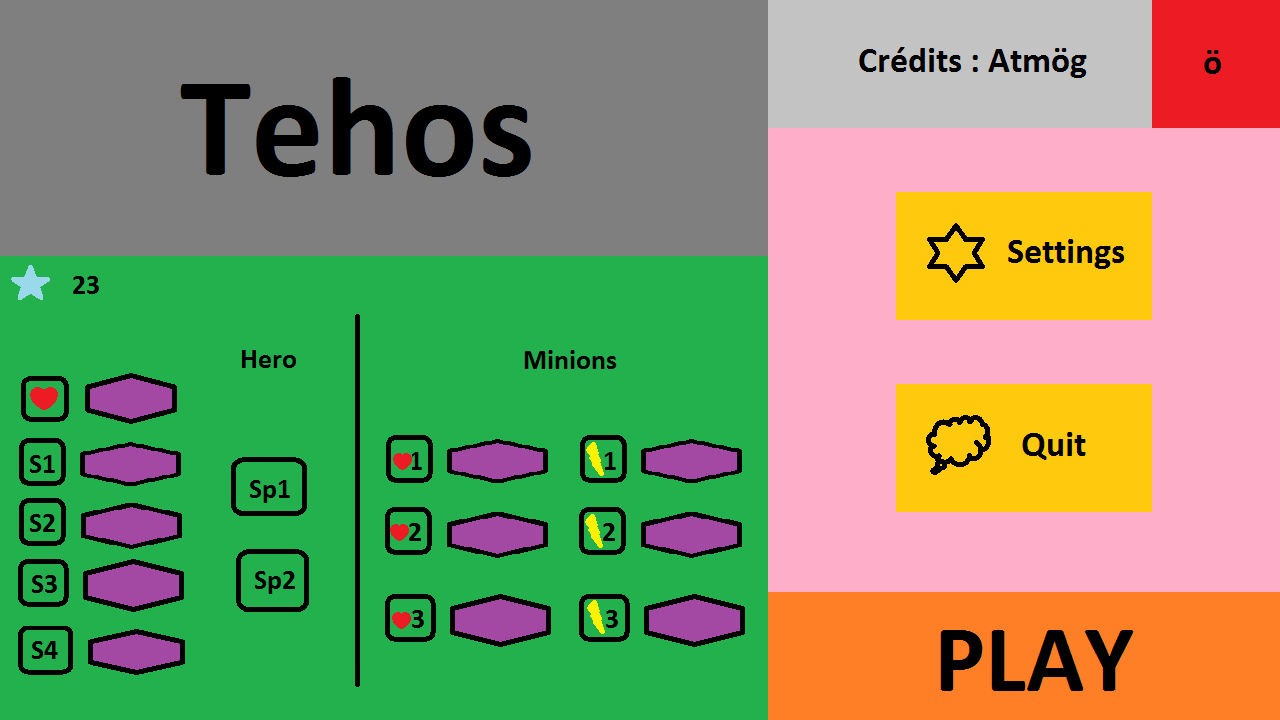 Tehos
Crédits : Atmög
ö
23
Hero
Minions
S1
S2
S3
S4
Sp1
Sp2
1
1
2
2
3
3
Settings
Quit
PLAY